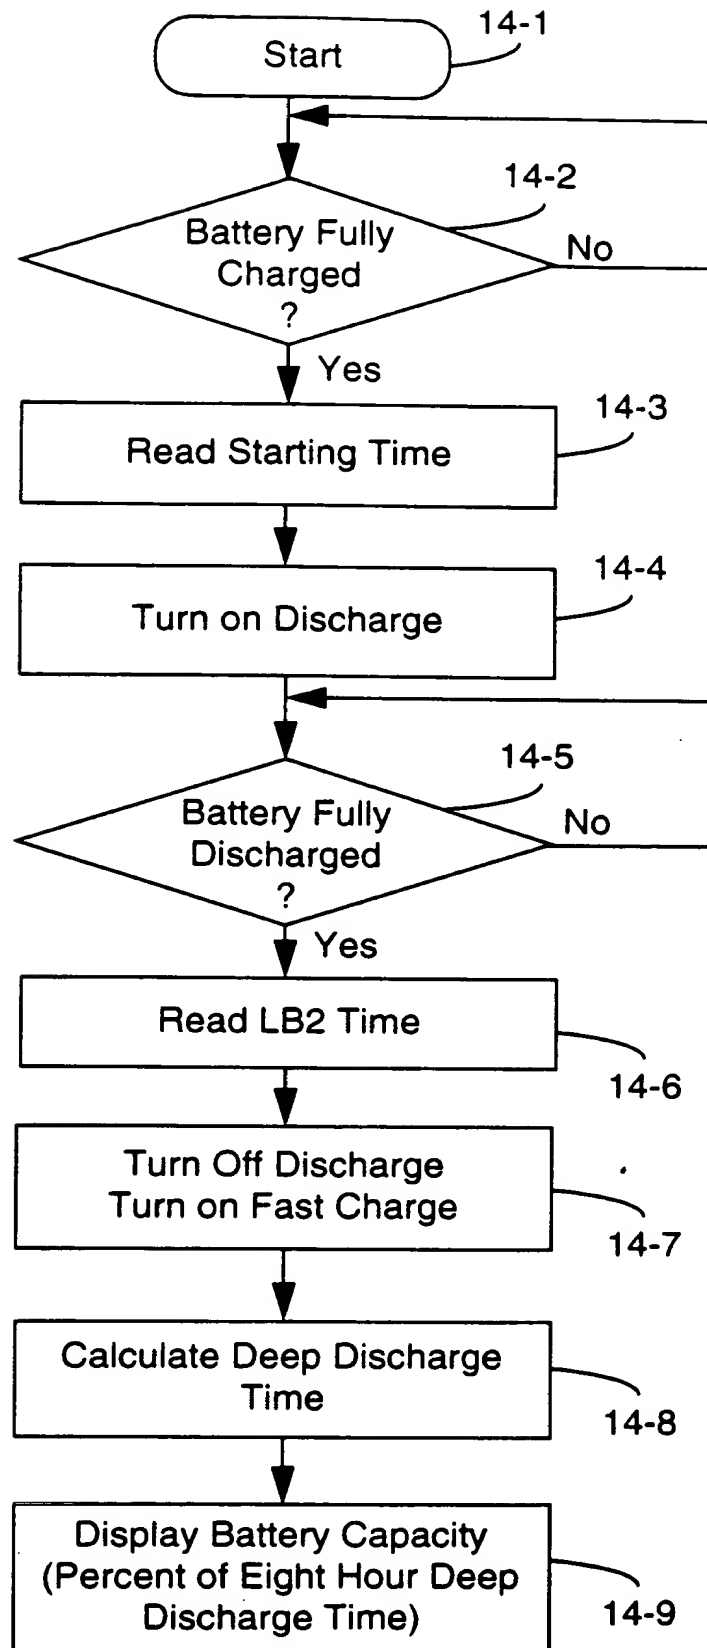 14-1
Start
14-2
Battery Fully
Charged
?
No
Yes
14-3
Read Starting Time
14-4
Turn on Discharge
14-5
Battery Fully
Discharged
?
No
Yes
Read LB2 Time
14-6
Turn Off Discharge
Turn on Fast Charge
14-7
Calculate Deep Discharge
Time
14-8
Display Battery Capacity
(Percent of Eight Hour Deep
Discharge Time)
14-9